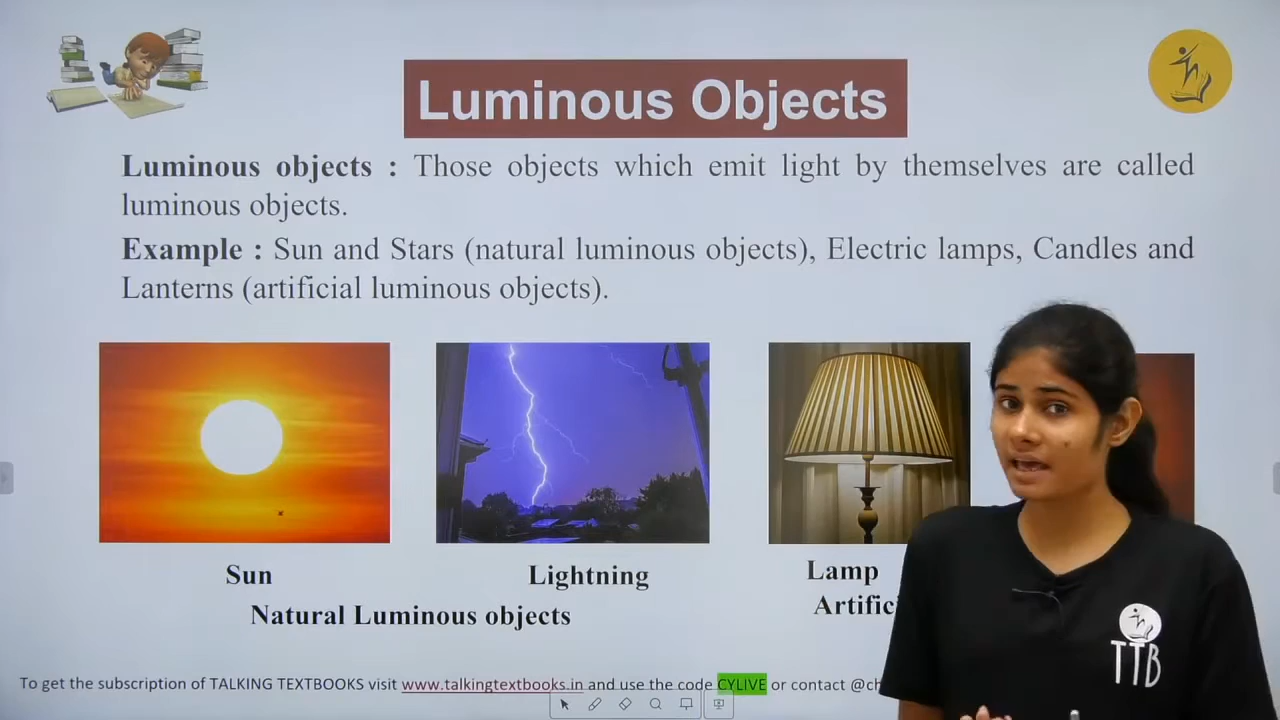 Luminous Objects
Luminous objects : Those objects which emit light by themselves are called
luminous objects.
Example : Sun and Stars (natural luminous objects), Electric lamps, Candles and
Lanterns (artificial luminous objects).
Sun
Lightning
Lamp
Natural Luminous objects
TTB
To get the subscription of TALKING TEXTBOOKS visit www.talkingtextbooks.in and use the code CYLIVE or contact